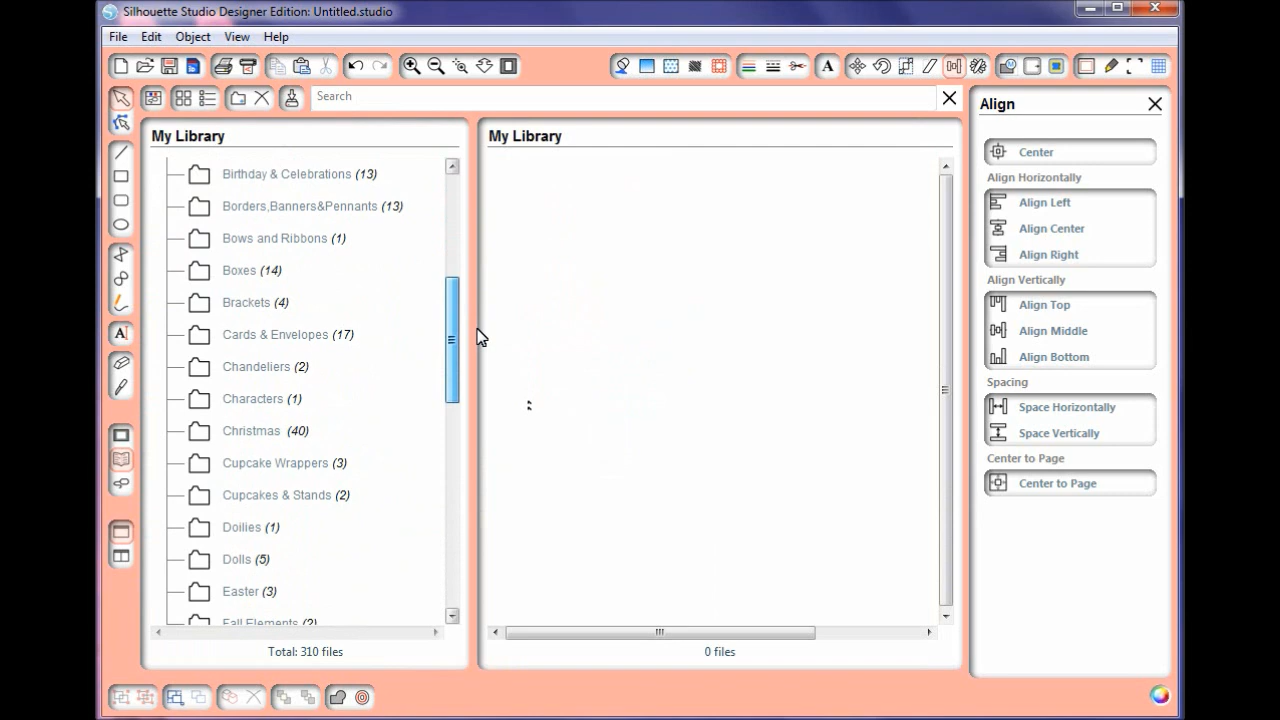 Silhouette Studio Designer Edition: Untitled.studio
File Edit Object View Help
Search
My Library
Birthday & Celebrations (13)
Borders,Banners&Pennants (13)
Bows and Ribbons (1)
Boxes (14)
Brackets (4)
Cards & Envelopes (17)
Chandeliers (2)
Characters (1)
Christmas (40)
Cupcake Wrappers (3)
Cupcakes & Stands (2)
Doilies (1)
Dolls (5)
Easter (3)
Fall Elements (2)
Total: 310 files
My Library
0 files
Align
Center
Align Horizontally
Align Left
Align Center
Align Right
Align Vertically
Align Top
Align Middle
Align Bottom
Spacing
Space Horizontally
Space Vertically
Center to Page
Center to Page